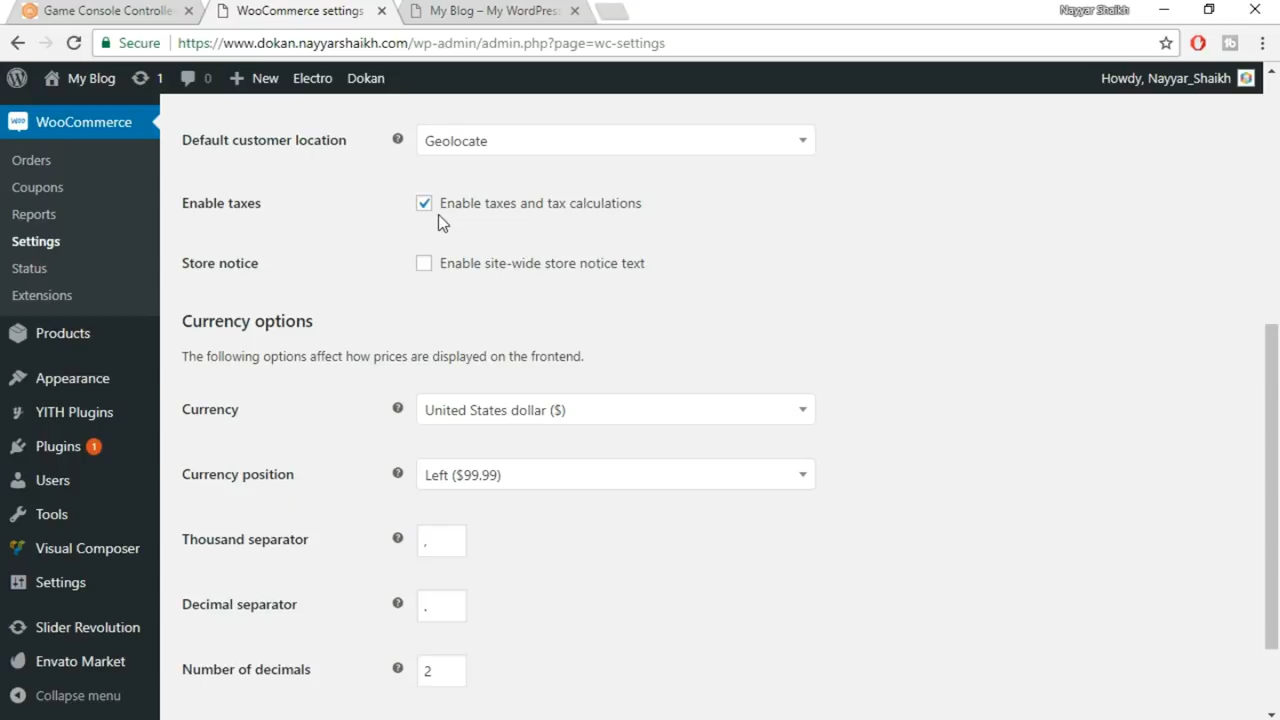 Game Console Controlle
WooCommerce settings
My Blog – My WordPres
Nayyar Shaikh
Secure https://www.dokan.nayyarshaikh.com/wp-admin/admin.php?page=wc-settings
My Blog 1 0 New Electro Dokan Howdy, Nayyar_Shaikh
WooCommerce
Orders
Coupons
Reports
Settings
Status
Extensions
Products
Appearance
YITH Plugins
Plugins 1
Users
Tools
Visual Composer
Settings
Slider Revolution
Envato Market
Collapse menu
Default customer location Geolocate
Enable taxes Enable taxes and tax calculations
Store notice Enable site-wide store notice text
Currency options
The following options affect how prices are displayed on the frontend.
Currency United States dollar ($)
Currency position Left ($99.99)
Thousand separator ,
Decimal separator .
Number of decimals 2